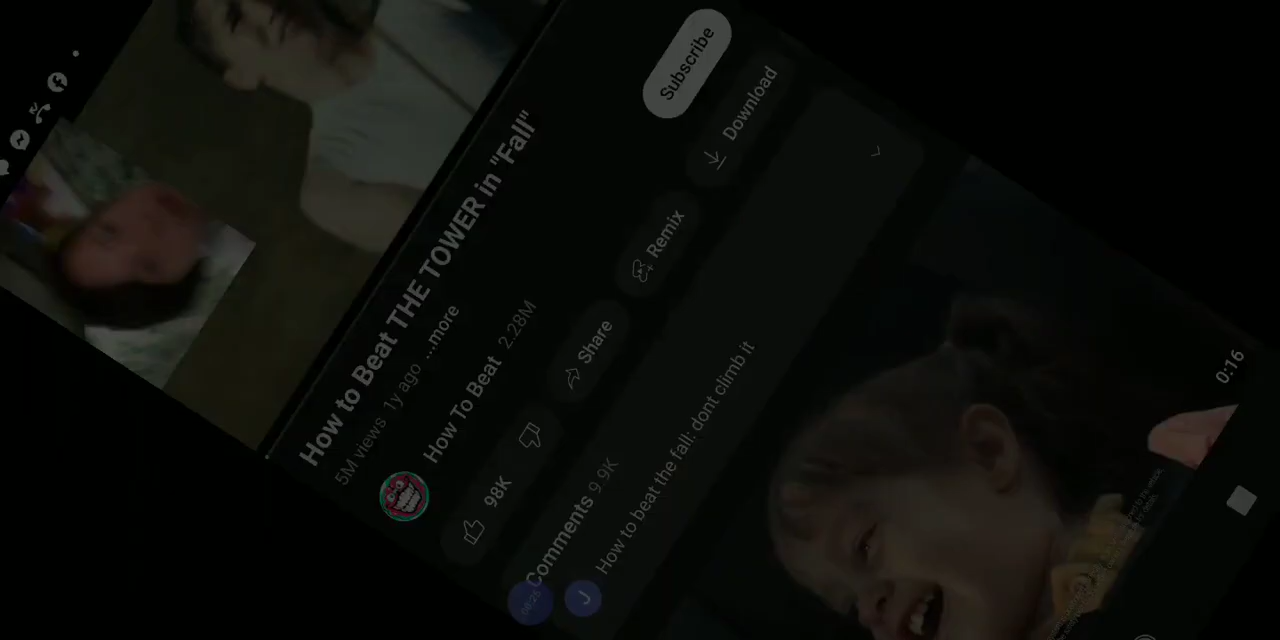 How to Beat THE TOWER in "Fall"
5M views 1y ago ...more
How To Beat 2.28M
Subscribe
98K
Share
Remix
Download
Comments 9.9K
J
How to beat the fall: dont climb it
0:16